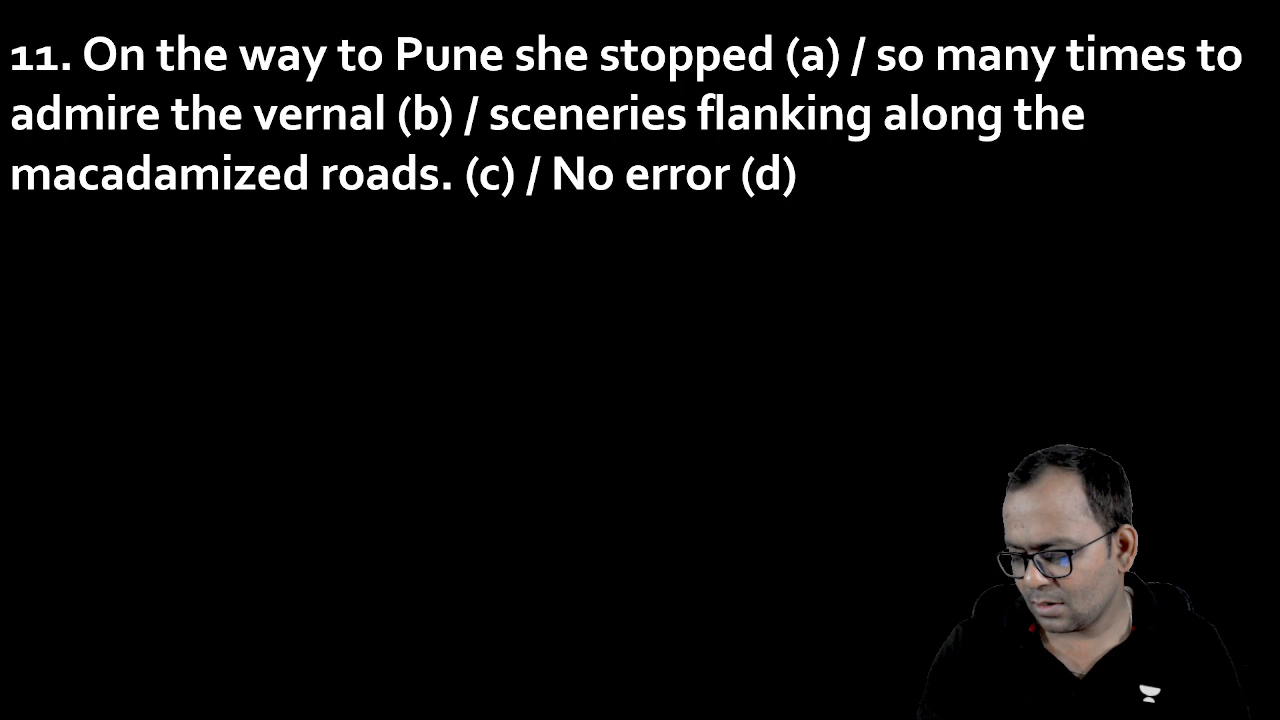 11. On the way to Pune she stopped (a) / so many times to
admire the vernal (b) / sceneries flanking along the
macadamized roads. (c) / No error (d)